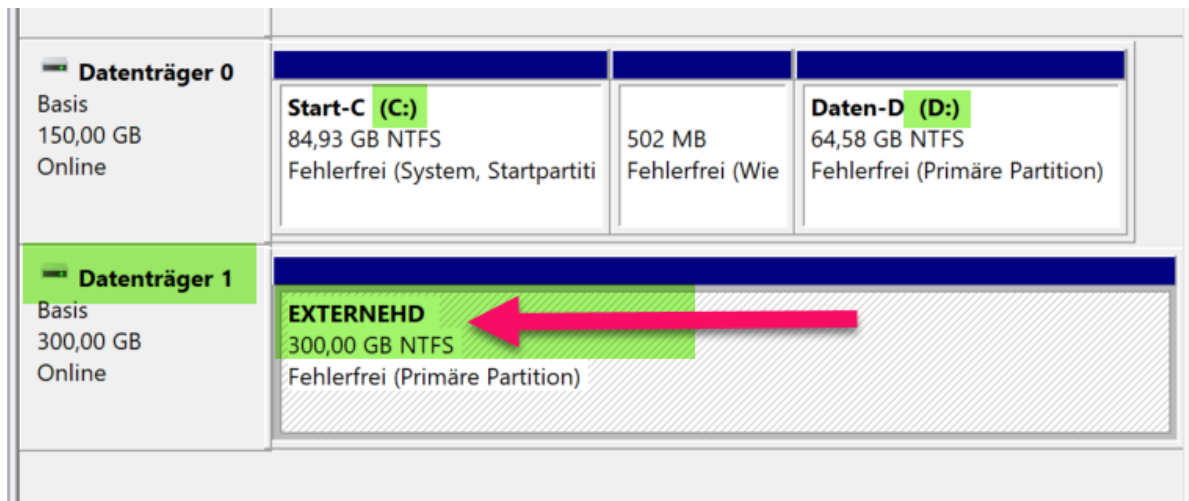 Datenträger 0
Basis
150,00 GB
Online
Start-C (C:)
84,93 GB NTFS
Fehlerfrei (System, Startpartiti
502 MB
Fehlerfrei (Wie
Daten-D (D:)
64,58 GB NTFS
Fehlerfrei (Primäre Partition)
Datenträger 1
Basis
300,00 GB
Online
EXTERNEHD
300,00 GB NTFS
Fehlerfrei (Primäre Partition)